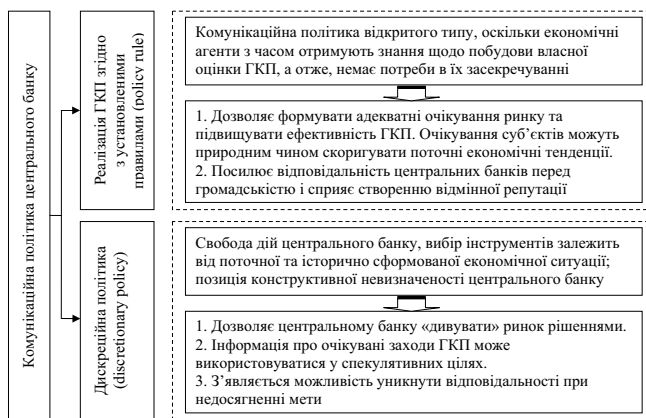 Комунікаційна політика центрального банку
Реалізація ГКП згідно
з установленими
правилами (policy rule)
Комунікаційна політика відкритого типу, оскільки економічні
агенти з часом отримують знання щодо побудови власної
оцінки ГКП, а отже, немає потреби в їх засекречуванні
1. Дозволяє формувати адекватні очікування ринку та
підвищувати ефективність ГКП. Очікування суб’єктів можуть
природним чином скоригувати поточні економічні тенденції.
2. Посилює відповідальність центральних банків перед
громадськістю і сприяє створенню відмінної репутації
Дискреційна політика
(discretionary policy)
Свобода дій центрального банку, вибір інструментів залежить
від поточної та історично сформованої економічної ситуації;
позиція конструктивної невизначеності центрального банку
1. Дозволяє центральному банку «дивувати» ринок рішеннями.
2. Інформація про очікувані заходи ГКП може
використовуватися у спекулятивних цілях.
3. З’являється можливість уникнути відповідальності при
недосягненні мети